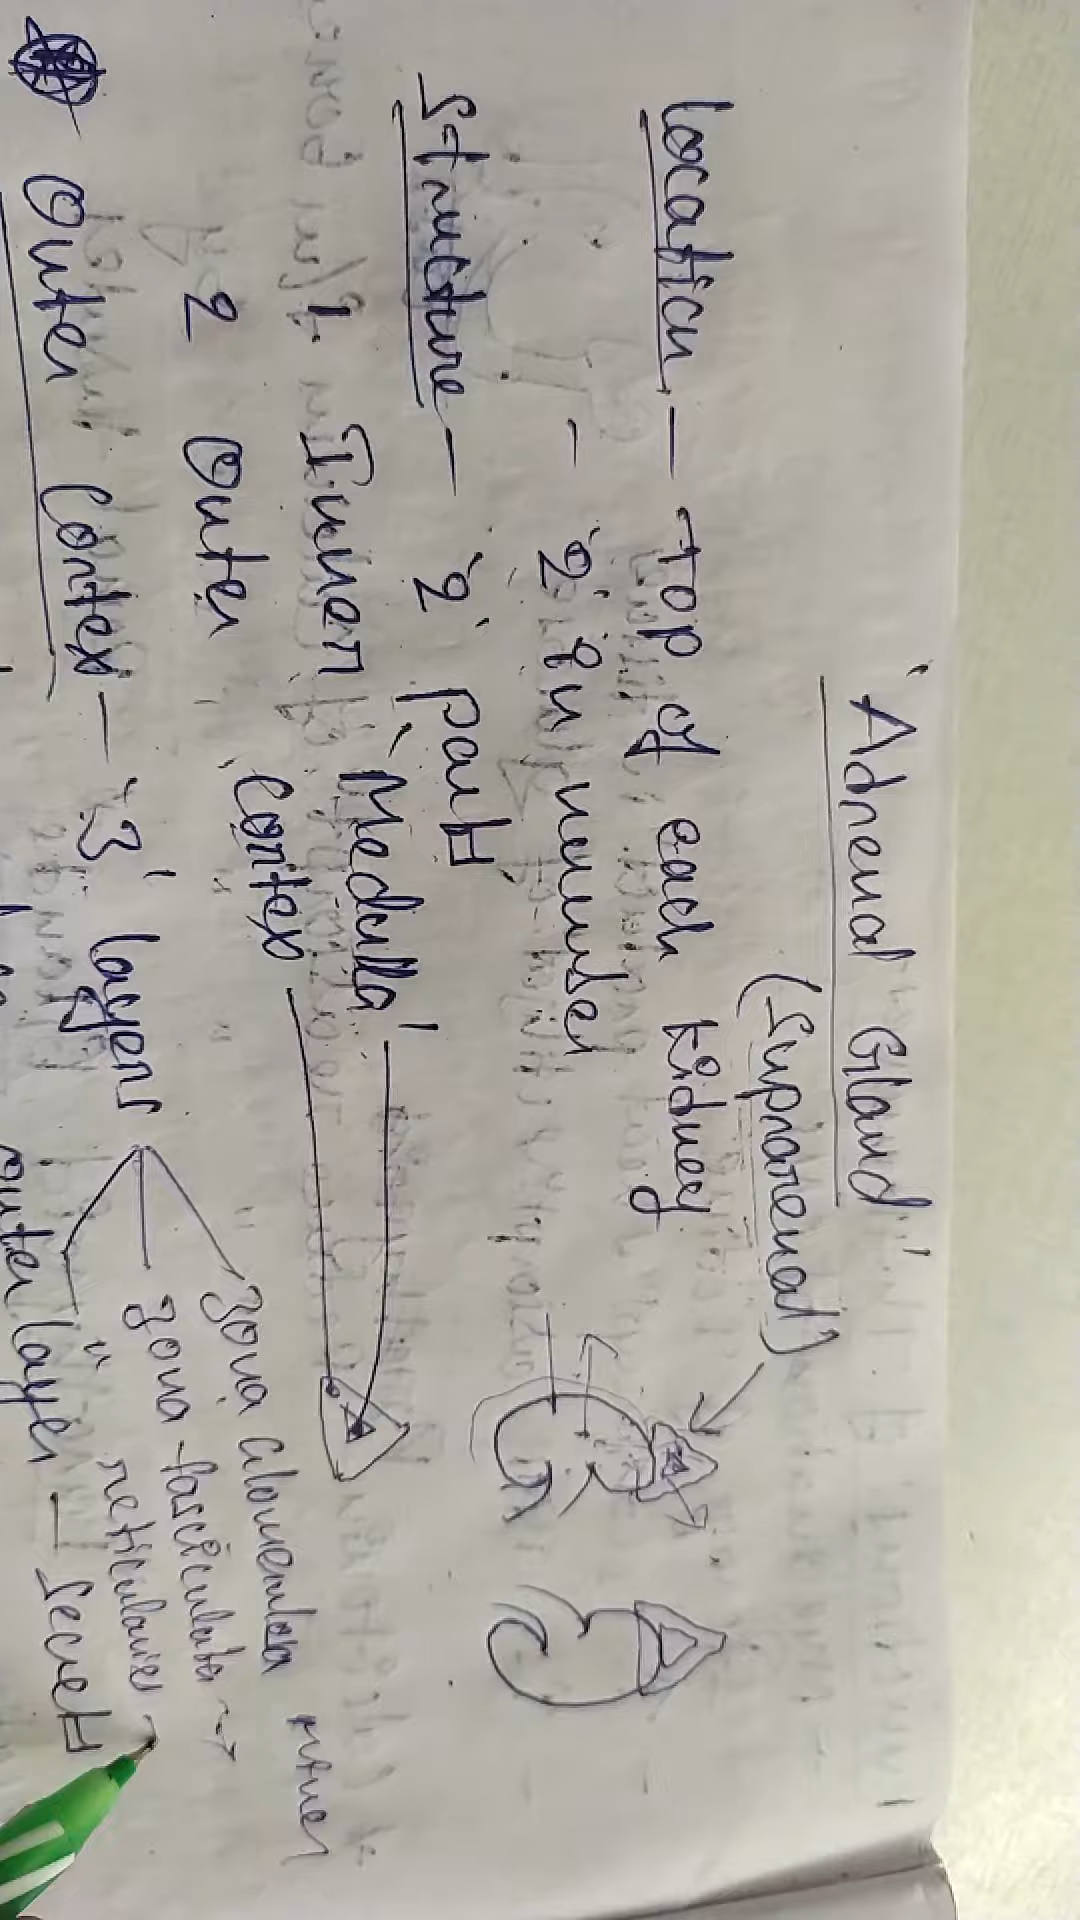 'Adrenal Gland'
(Suprarenal)
Location — Top of each kidney
— '2' in number
Structure — '2' part
1 Inner 'Medulla'
2 Outer 'Cortex
Outer Cortex — '3' layers
zona glomerulosa
zona fasciculata →
" reticularis →
Outer layer — secret